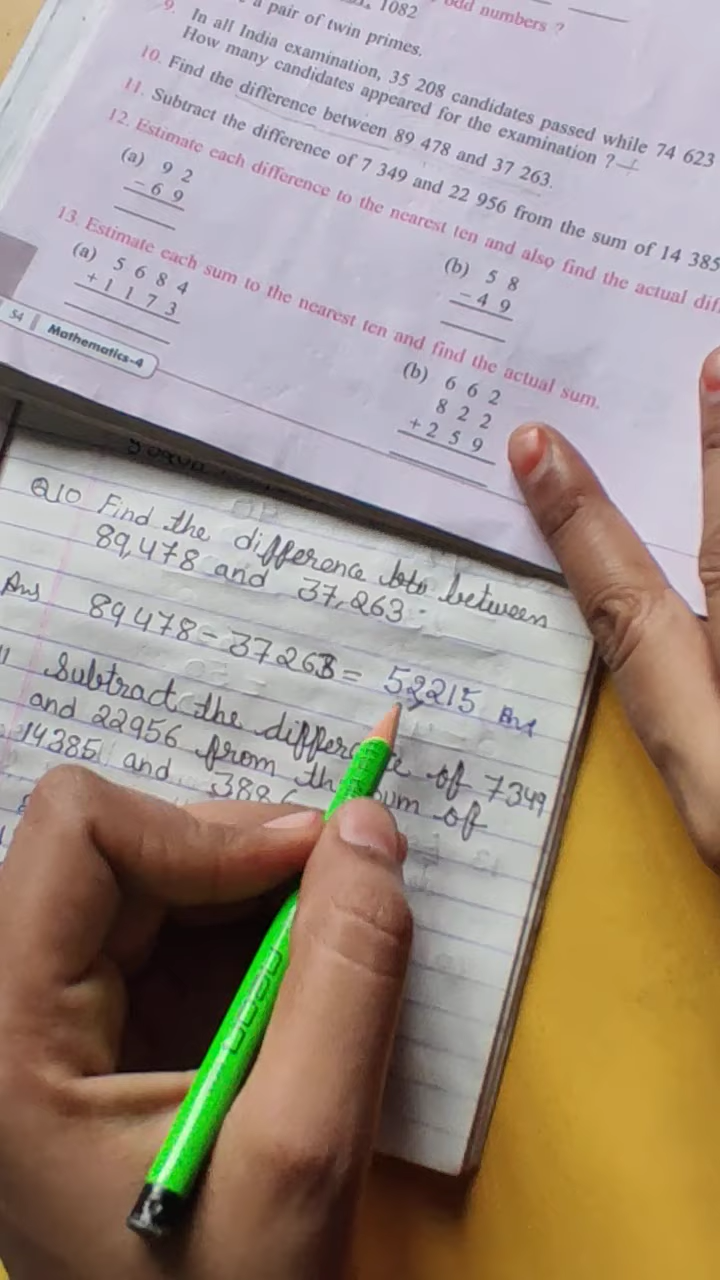 1082
odd numbers ?
a pair of twin primes.
9. In all India examination, 35 208 candidates passed while 74 623
How many candidates appeared for the examination ?
10. Find the difference between 89 478 and 37 263.
11. Subtract the difference of 7 349 and 22 956 from the sum of 14 385
12. Estimate each difference to the nearest ten and also find the actual dif
(a) 9 2
- 6 9
(b) 5 8
- 4 9
13. Estimate each sum to the nearest ten and find the actual sum.
(a) 5 6 8 4
+ 1 1 7 3
(b) 6 6 2
8 2 2
+ 2 5 9
54 Mathematics-4
Q10 Find the difference between
89,478 and 37,263.
Ans 89478 - 37263 = 52215 Ans
Subtract the difference of 7349
and 22956 from the sum of
14385 and 388